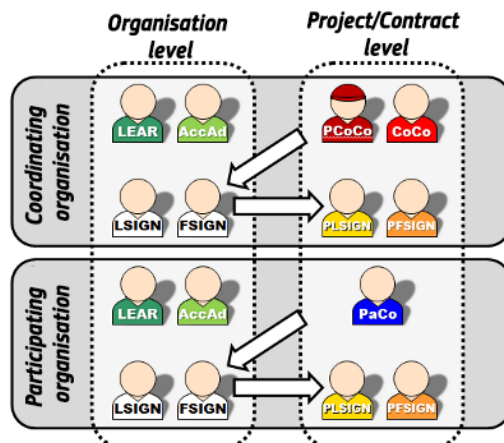 Organisation
level
Project/Contract
level
Coordinating
organisation
LEAR AccAd PCoCo CoCo
LSIGN FSIGN PLSIGN PFSIGN
Participating
organisation
LEAR AccAd PaCo
LSIGN FSIGN PLSIGN PFSIGN